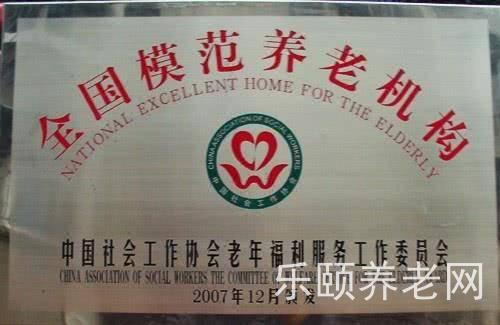 全国模范养老机构
NATIONAL EXCELLENT HOME FOR THE ELDERLY
CHINA ASSOCIATION OF SOCIAL WORKERS
中国社会工作协会
中国社会工作协会老年福利服务工作委员会
CHINA ASSOCIATION OF SOCIAL WORKERS THE COMMITTEE
2007年12月颁发
乐颐养老网